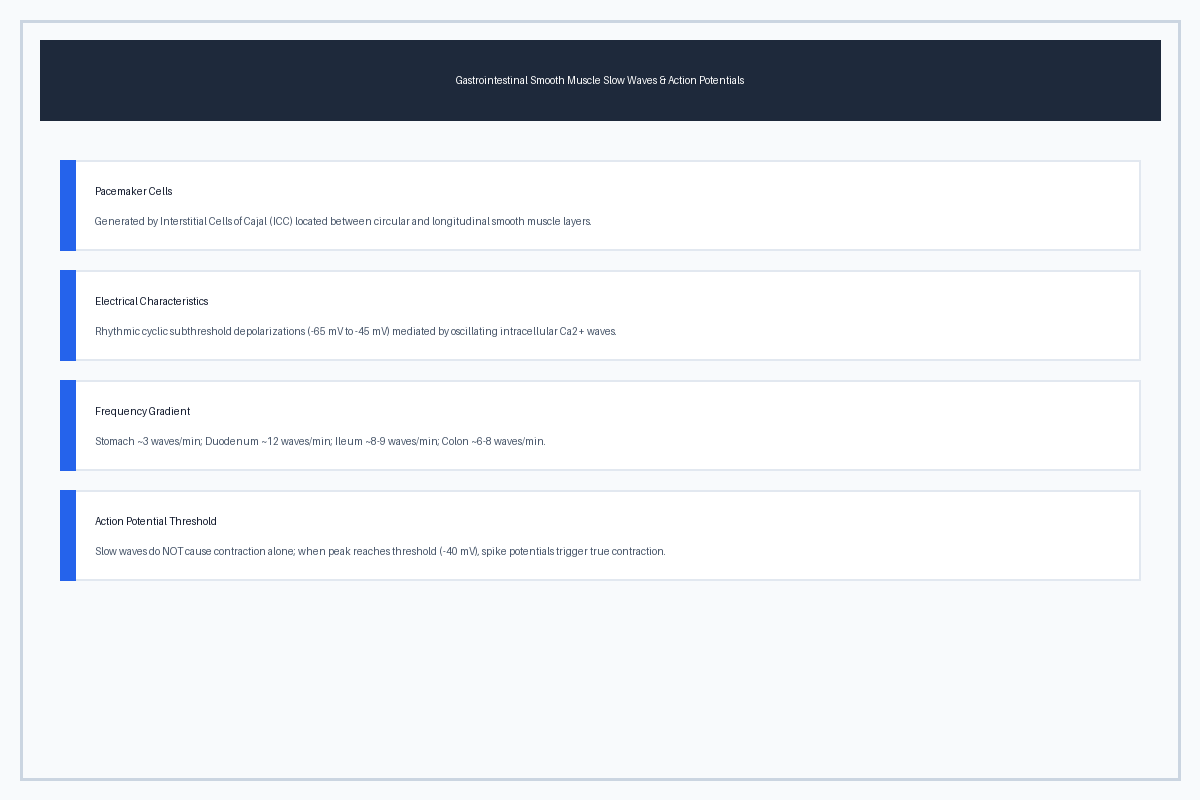 Gastrointestinal Smooth Muscle Slow Waves & Action Potentials
Pacemaker Cells
Generated by Interstitial Cells of Cajal (ICC) located between circular and longitudinal smooth muscle layers.
Electrical Characteristics
Rhythmic cyclic subthreshold depolarizations (-65 mV to -45 mV) mediated by oscillating intracellular Ca2+ waves.
Frequency Gradient
Stomach ~3 waves/min; Duodenum ~12 waves/min; Ileum ~8-9 waves/min; Colon ~6-8 waves/min.
Action Potential Threshold
Slow waves do NOT cause contraction alone; when peak reaches threshold (-40 mV), spike potentials trigger true contraction.